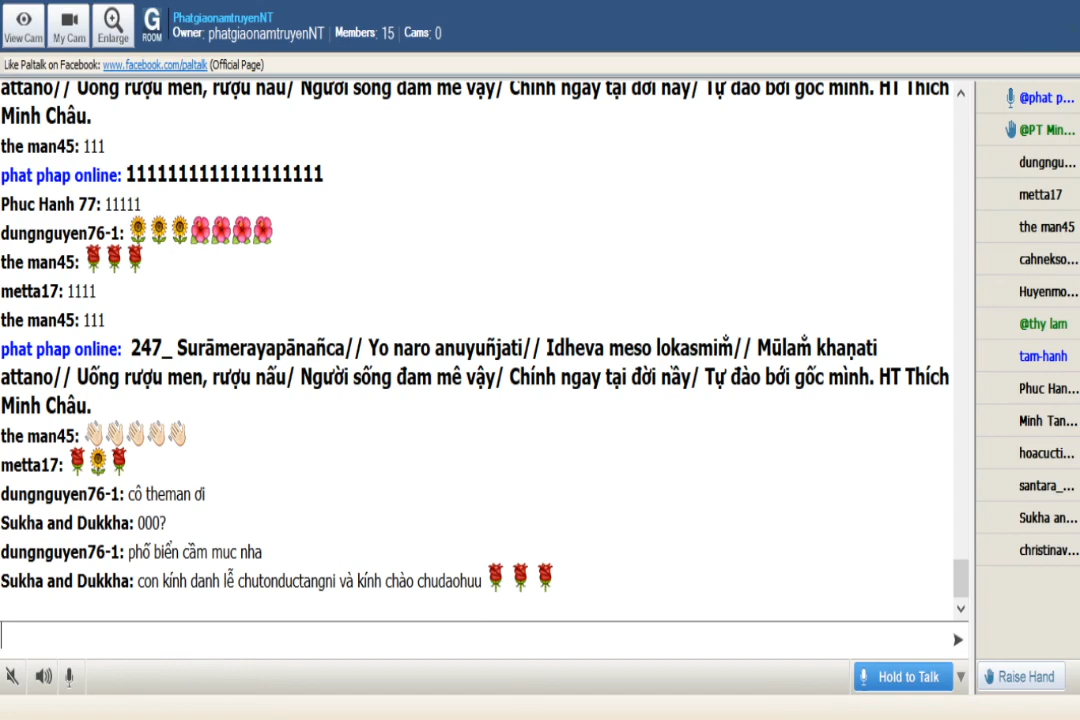 View Cam
My Cam
Enlarge
G
ROOM
PhatgiaonamtruyenNT
Owner: phatgiaonamtruyenNT | Members: 15 | Cams: 0
Like Paltalk on Facebook: www.facebook.com/paltalk (Official Page)
attano// Uống rượu men, rượu nấu/ Người sống đam mê vậy/ Chính ngay tại đời nầy/ Tự đào bới gốc mình. HT Thích
Minh Châu.
the man45: 111
phat phap online: 1111111111111111111
Phuc Hanh 77: 11111
dungnguyen76-1:
the man45:
metta17: 1111
the man45: 111
phat phap online: 247_ Surāmerayapānañca// Yo naro anuyuñjati// Idheva meso lokasmiṁ// Mūlaṁ khaṇati
attano// Uống rượu men, rượu nấu/ Người sống đam mê vậy/ Chính ngay tại đời nầy/ Tự đào bới gốc mình. HT Thích
Minh Châu.
the man45:
metta17:
dungnguyen76-1: cô theman ơi
Sukha and Dukkha: 000?
dungnguyen76-1: phố biển cầm muc nha
Sukha and Dukkha: con kính danh lễ chutonductangni và kính chào chudaohuu
@phat p...
@PT Min...
dungngu...
metta17
the man45
cahnekso...
Huyenmo...
@thy lam
tam-hanh
Phuc Han...
Minh Tan...
hoacucti...
santara_...
Sukha an...
christinav...
Hold to Talk
Raise Hand